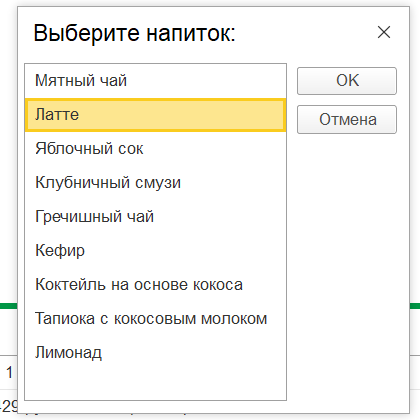 Выберите напиток:
Мятный чай
OK
Латте
Отмена
Яблочный сок
Клубничный смузи
Гречишный чай
Кефир
Коктейль на основе кокоса
Тапиока с кокосовым молоком
Лимонад
1